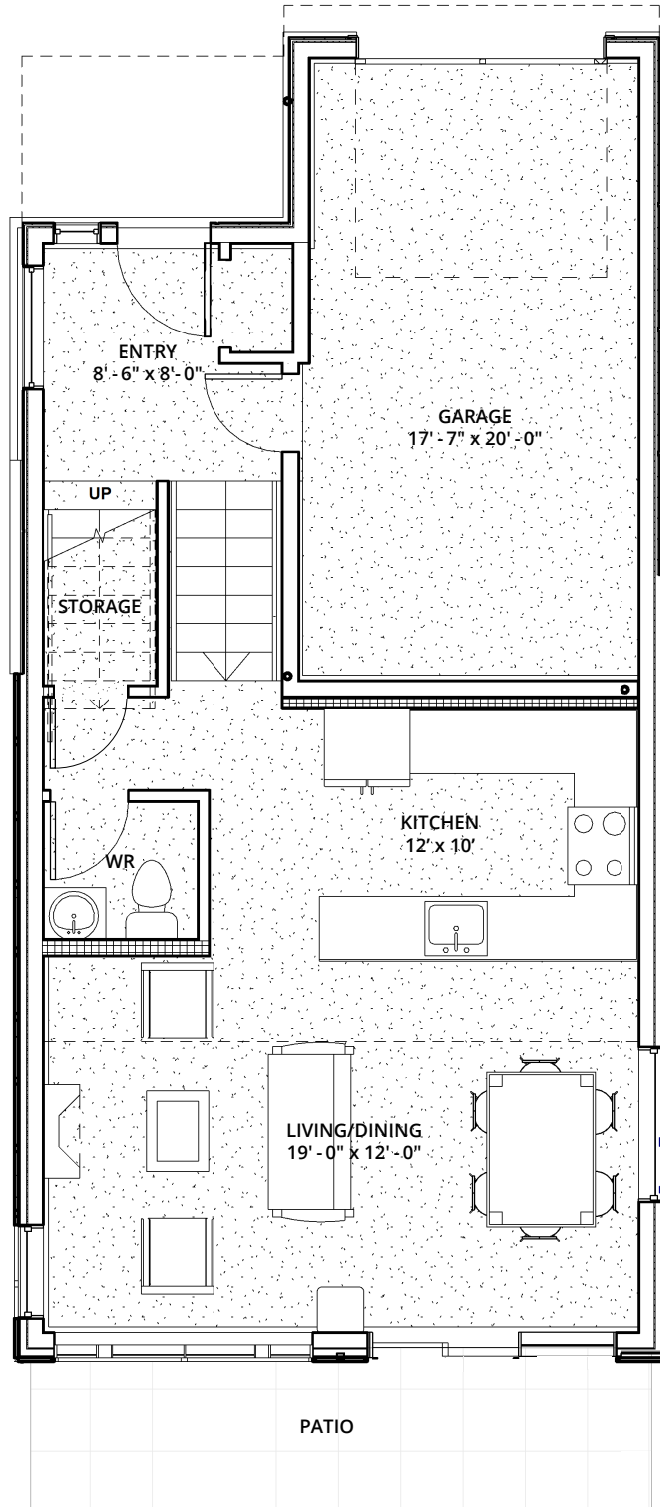 ENTRY
8' - 6" x 8' - 0"
GARAGE
17' - 7" x 20' - 0"
UP
STORAGE
KITCHEN
12' x 10'
WR
LIVING/DINING
19' - 0" x 12' - 0"
PATIO